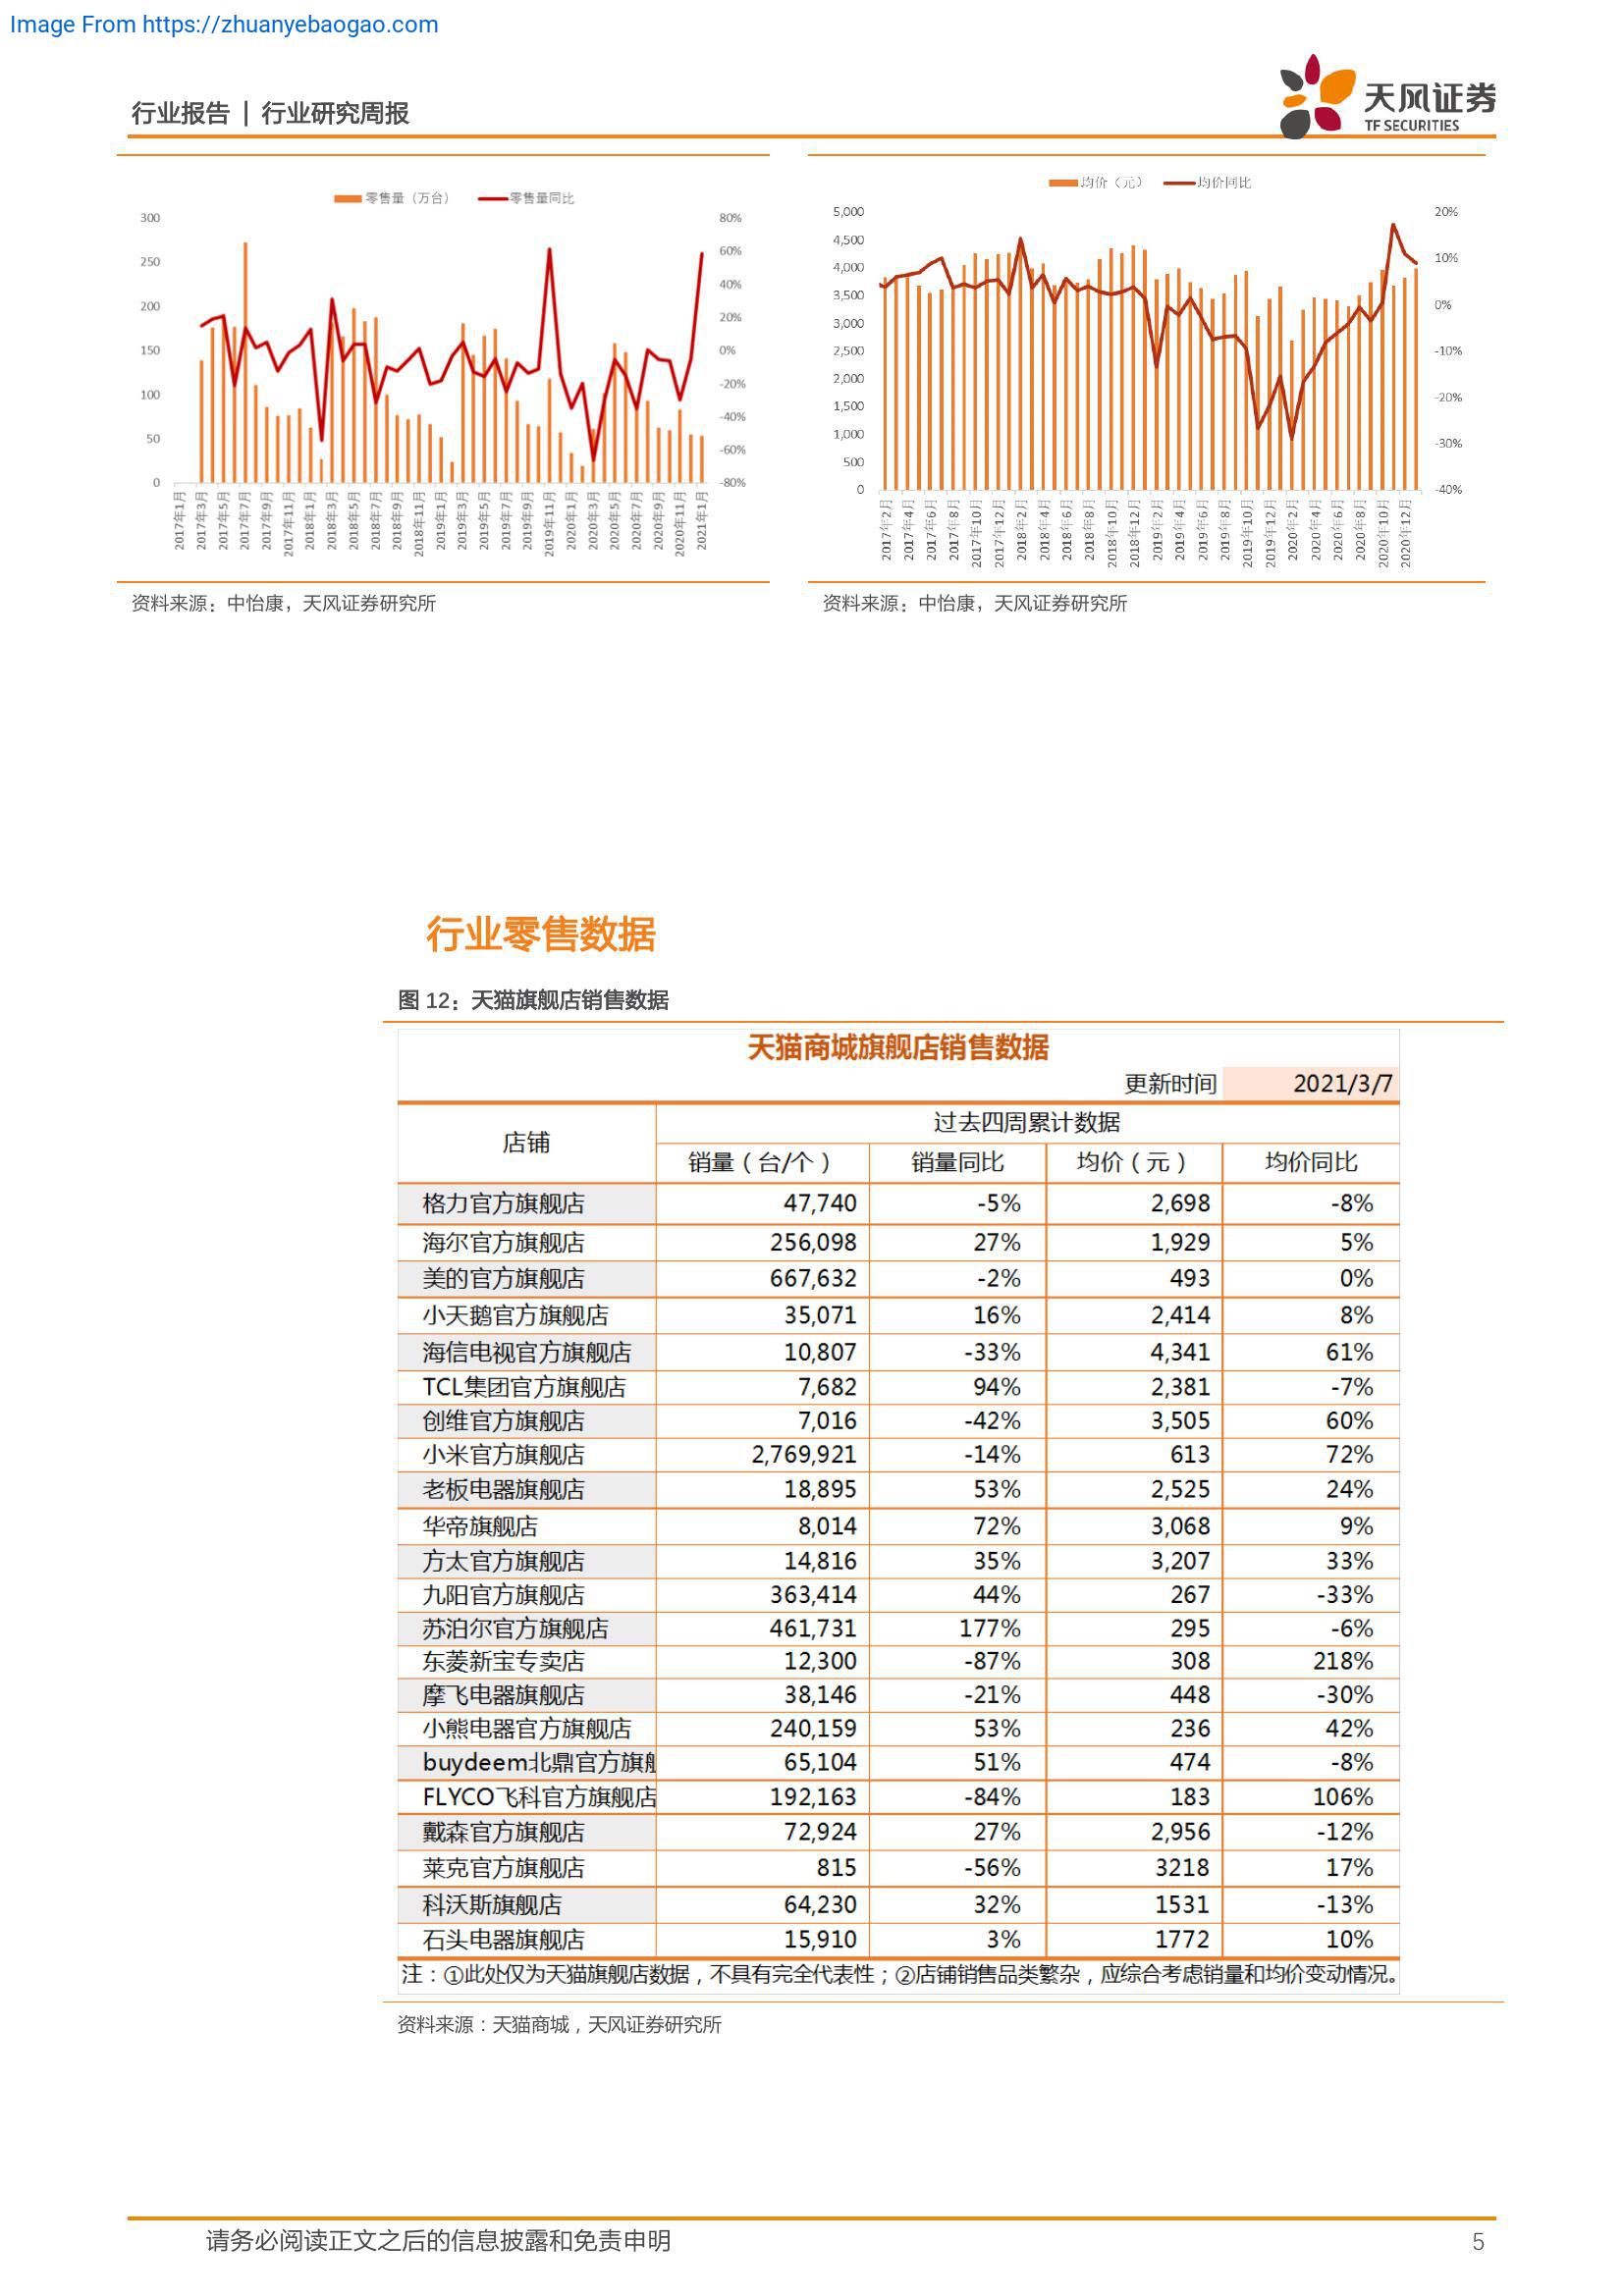 Image From https://zhuanyebaogao.com
行业报告 | 行业研究周报
天风证券
TF SECURITIES
零售量（万台） 零售量同比
300 250 200 150 100 50 0
80% 60% 40% 20% 0% -20% -40% -60% -80%
2017年1月 2017年3月 2017年5月 2017年7月 2017年9月 2017年11月 2018年1月 2018年3月 2018年5月 2018年7月 2018年9月 2018年11月 2019年1月 2019年3月 2019年5月 2019年7月 2019年9月 2019年11月 2020年1月 2020年3月 2020年5月 2020年7月 2020年9月 2020年11月 2021年1月
资料来源：中怡康，天风证券研究所
均价（元） 均价同比
5,000 4,500 4,000 3,500 3,000 2,500 2,000 1,500 1,000 500 0
20% 10% 0% -10% -20% -30% -40%
2017年2月 2017年4月 2017年6月 2017年8月 2017年10月 2017年12月 2018年2月 2018年4月 2018年6月 2018年8月 2018年10月 2018年12月 2019年2月 2019年4月 2019年6月 2019年8月 2019年10月 2019年12月 2020年2月 2020年4月 2020年6月 2020年8月 2020年10月 2020年12月
资料来源：中怡康，天风证券研究所
行业零售数据
图 12：天猫旗舰店销售数据
天猫商城旗舰店销售数据
更新时间 2021/3/7
店铺 过去四周累计数据
销量（台/个） 销量同比 均价（元） 均价同比
格力官方旗舰店 47,740 -5% 2,698 -8%
海尔官方旗舰店 256,098 27% 1,929 5%
美的官方旗舰店 667,632 -2% 493 0%
小天鹅官方旗舰店 35,071 16% 2,414 8%
海信电视官方旗舰店 10,807 -33% 4,341 61%
TCL集团官方旗舰店 7,682 94% 2,381 -7%
创维官方旗舰店 7,016 -42% 3,505 60%
小米官方旗舰店 2,769,921 -14% 613 72%
老板电器旗舰店 18,895 53% 2,525 24%
华帝旗舰店 8,014 72% 3,068 9%
方太官方旗舰店 14,816 35% 3,207 33%
九阳官方旗舰店 363,414 44% 267 -33%
苏泊尔官方旗舰店 461,731 177% 295 -6%
东菱新宝专卖店 12,300 -87% 308 218%
摩飞电器旗舰店 38,146 -21% 448 -30%
小熊电器官方旗舰店 240,159 53% 236 42%
buydeem北鼎官方旗舰 65,104 51% 474 -8%
FLYCO飞科官方旗舰店 192,163 -84% 183 106%
戴森官方旗舰店 72,924 27% 2,956 -12%
莱克官方旗舰店 815 -56% 3218 17%
科沃斯旗舰店 64,230 32% 1531 -13%
石头电器旗舰店 15,910 3% 1772 10%
注：①此处仅为天猫旗舰店数据，不具有完全代表性；②店铺销售品类繁杂，应综合考虑销量和均价变动情况。
资料来源：天猫商城，天风证券研究所
请务必阅读正文之后的信息披露和免责申明 5